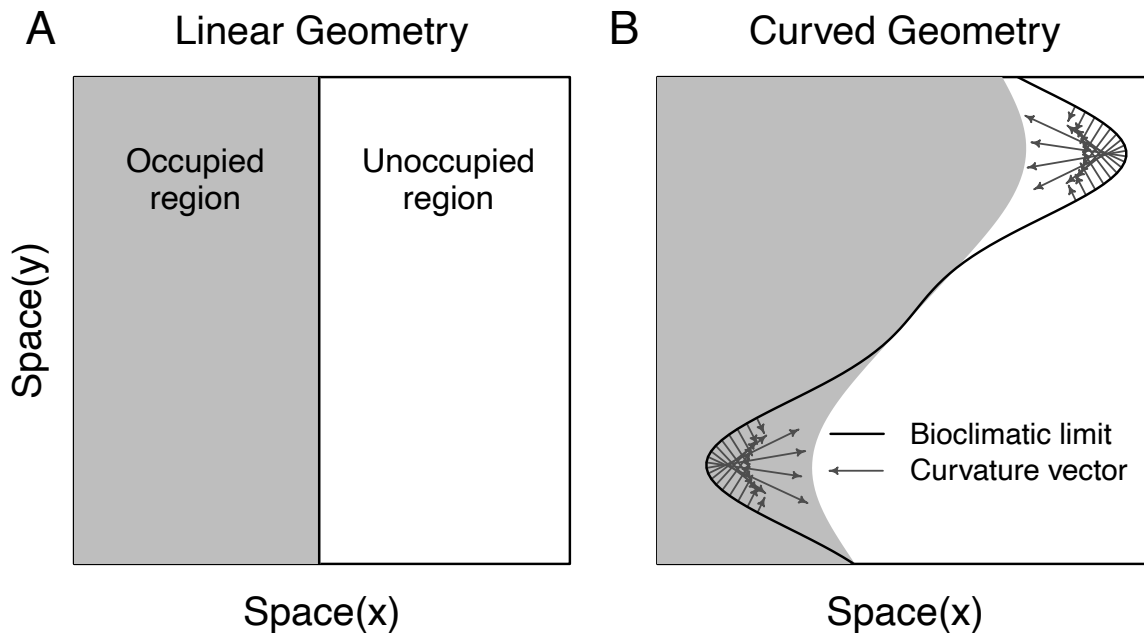 A
Linear Geometry
B
Curved Geometry
Occupied
region
Unoccupied
region
Space(y)
Bioclimatic limit
Curvature vector
Space(x)
Space(x)